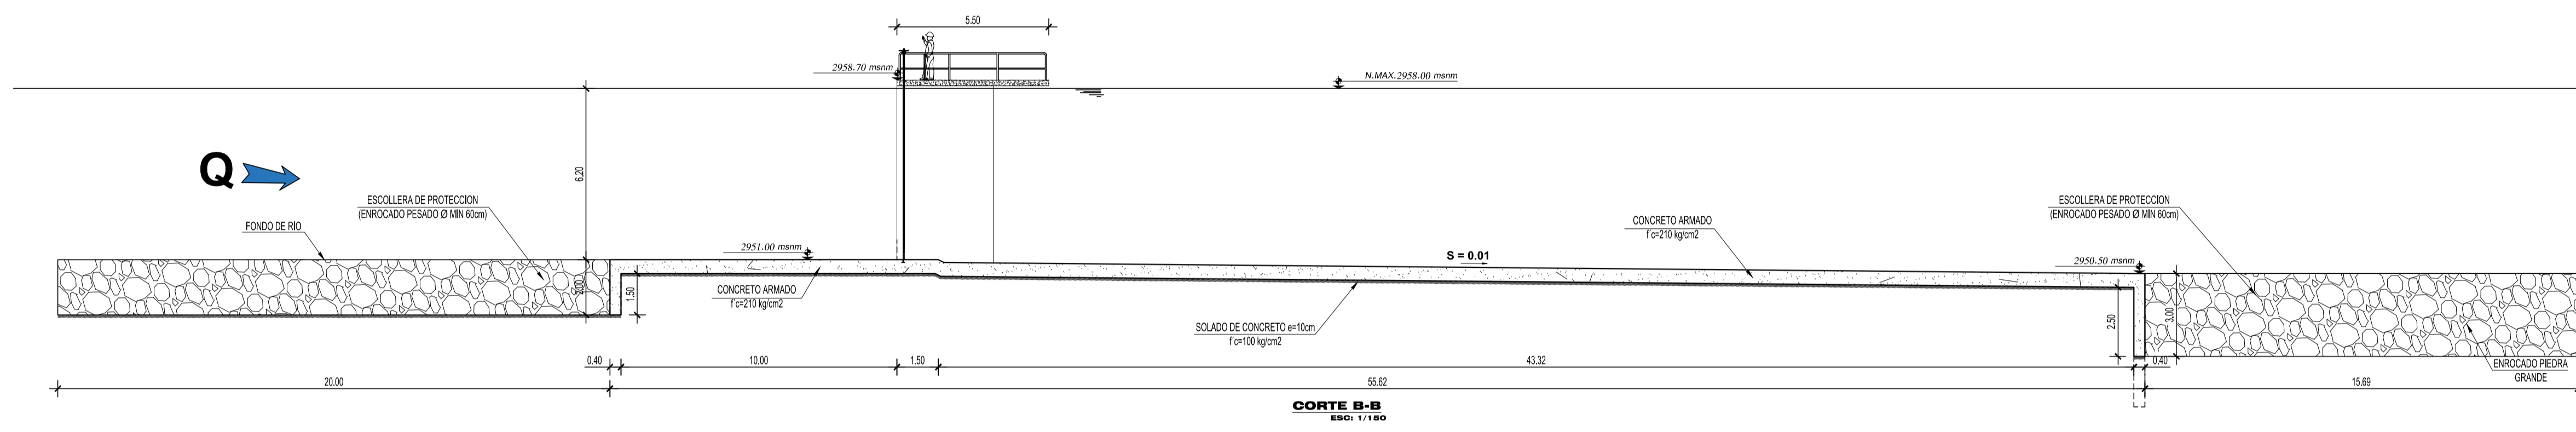 5.50
2958.70 msnm
N.MAX.2958.00 msnm
Q
6.20
ESCOLLERA DE PROTECCION
(ENROCADO PESADO Ø MIN 60cm)
FONDO DE RIO
2951.00 msnm
CONCRETO ARMADO
f'c=210 kg/cm2
1.50
S = 0.01
CONCRETO ARMADO
f'c=210 kg/cm2
SOLADO DE CONCRETO e=10cm
f'c=100 kg/cm2
ESCOLLERA DE PROTECCION
(ENROCADO PESADO Ø MIN 60cm)
2950.50 msnm
2.50
3.00
ENROCADO PIEDRA
GRANDE
0.40
10.00
1.50
43.32
0.40
20.00
55.62
15.69
CORTE B-B
ESC: 1/150